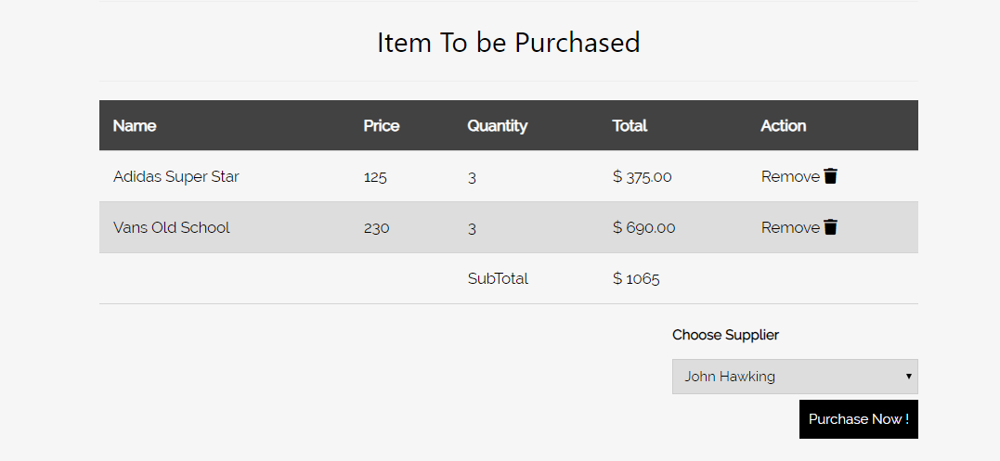 Item To be Purchased
Name Price Quantity Total Action
Adidas Super Star 125 3 $ 375.00 Remove
Vans Old School 230 3 $ 690.00 Remove
SubTotal $ 1065
Choose Supplier
John Hawking
Purchase Now !